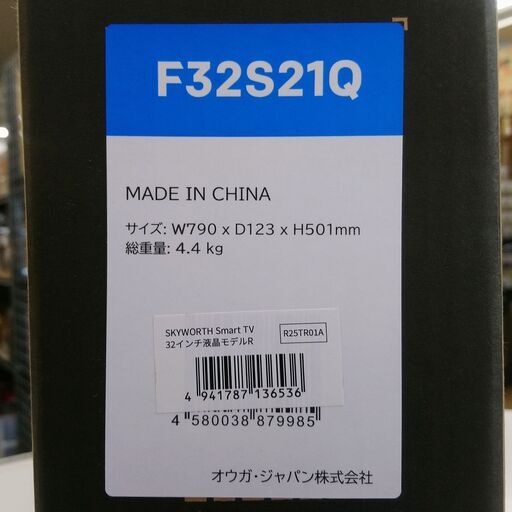 F32S21Q
MADE IN CHINA
サイズ: W790 x D123 x H501mm
総重量: 4.4 kg
SKYWORTH Smart TV
32インチ液晶モデルR
R25TR01A
4 941787 136536
4 580038 879985
オウガ・ジャパン株式会社